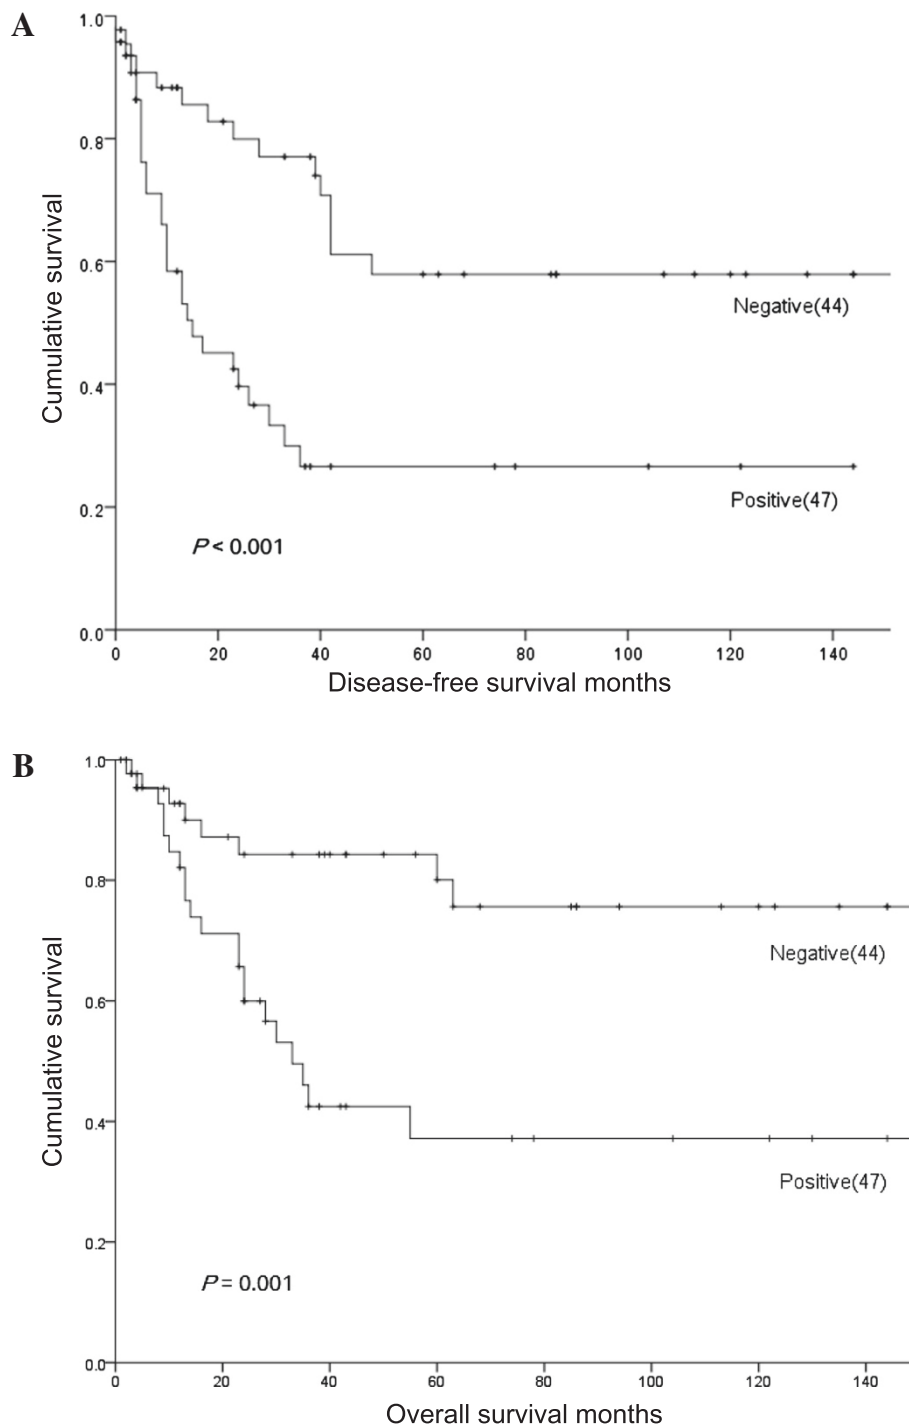 A
1.0
0.8
0.6
0.4
0.2
0.0
Cumulative survival
Negative(44)
Positive(47)
P < 0.001
0 20 40 60 80 100 120 140
Disease-free survival months
B
1.0
0.8
0.6
0.4
0.2
0.0
Cumulative survival
Negative(44)
Positive(47)
P = 0.001
0 20 40 60 80 100 120 140
Overall survival months